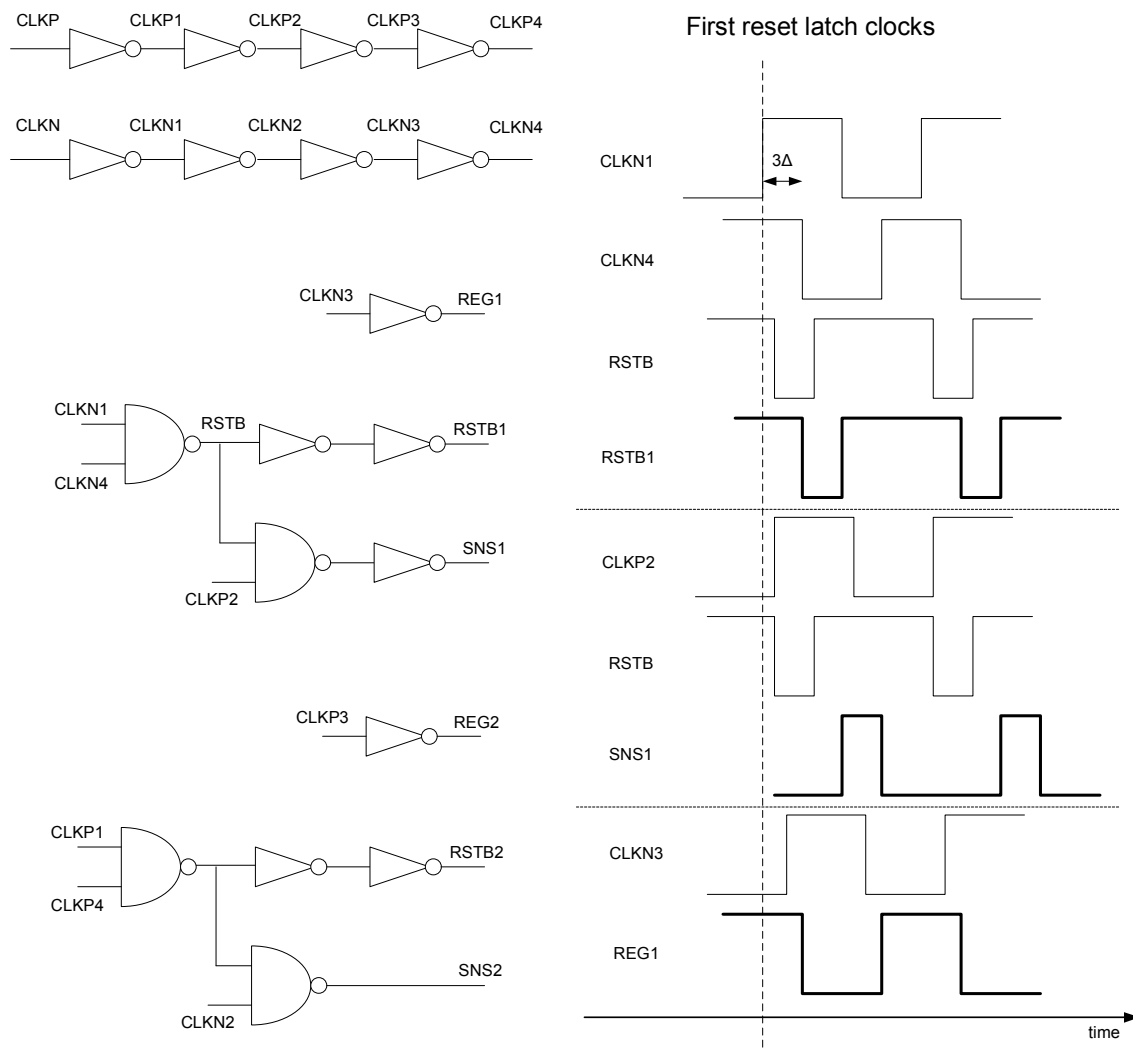 CLKP CLKP1 CLKP2 CLKP3 CLKP4
CLKN CLKN1 CLKN2 CLKN3 CLKN4
CLKN3 REG1
CLKN1
RSTB
RSTB1
CLKN4
SNS1
CLKP2
CLKP3 REG2
CLKP1
RSTB2
CLKP4
SNS2
CLKN2
First reset latch clocks
3Δ
CLKN1
CLKN4
RSTB
RSTB1
CLKP2
RSTB
SNS1
CLKN3
REG1
time